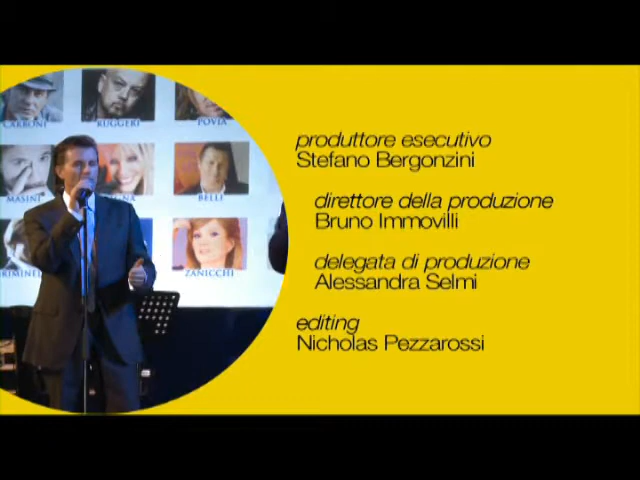 CARBONI
RUGGERI
POVIA
MASINI
BELLI
ZANICCHI
produttore esecutivo
Stefano Bergonzini
direttore della produzione
Bruno Immovilli
delegata di produzione
Alessandra Selmi
editing
Nicholas Pezzarossi